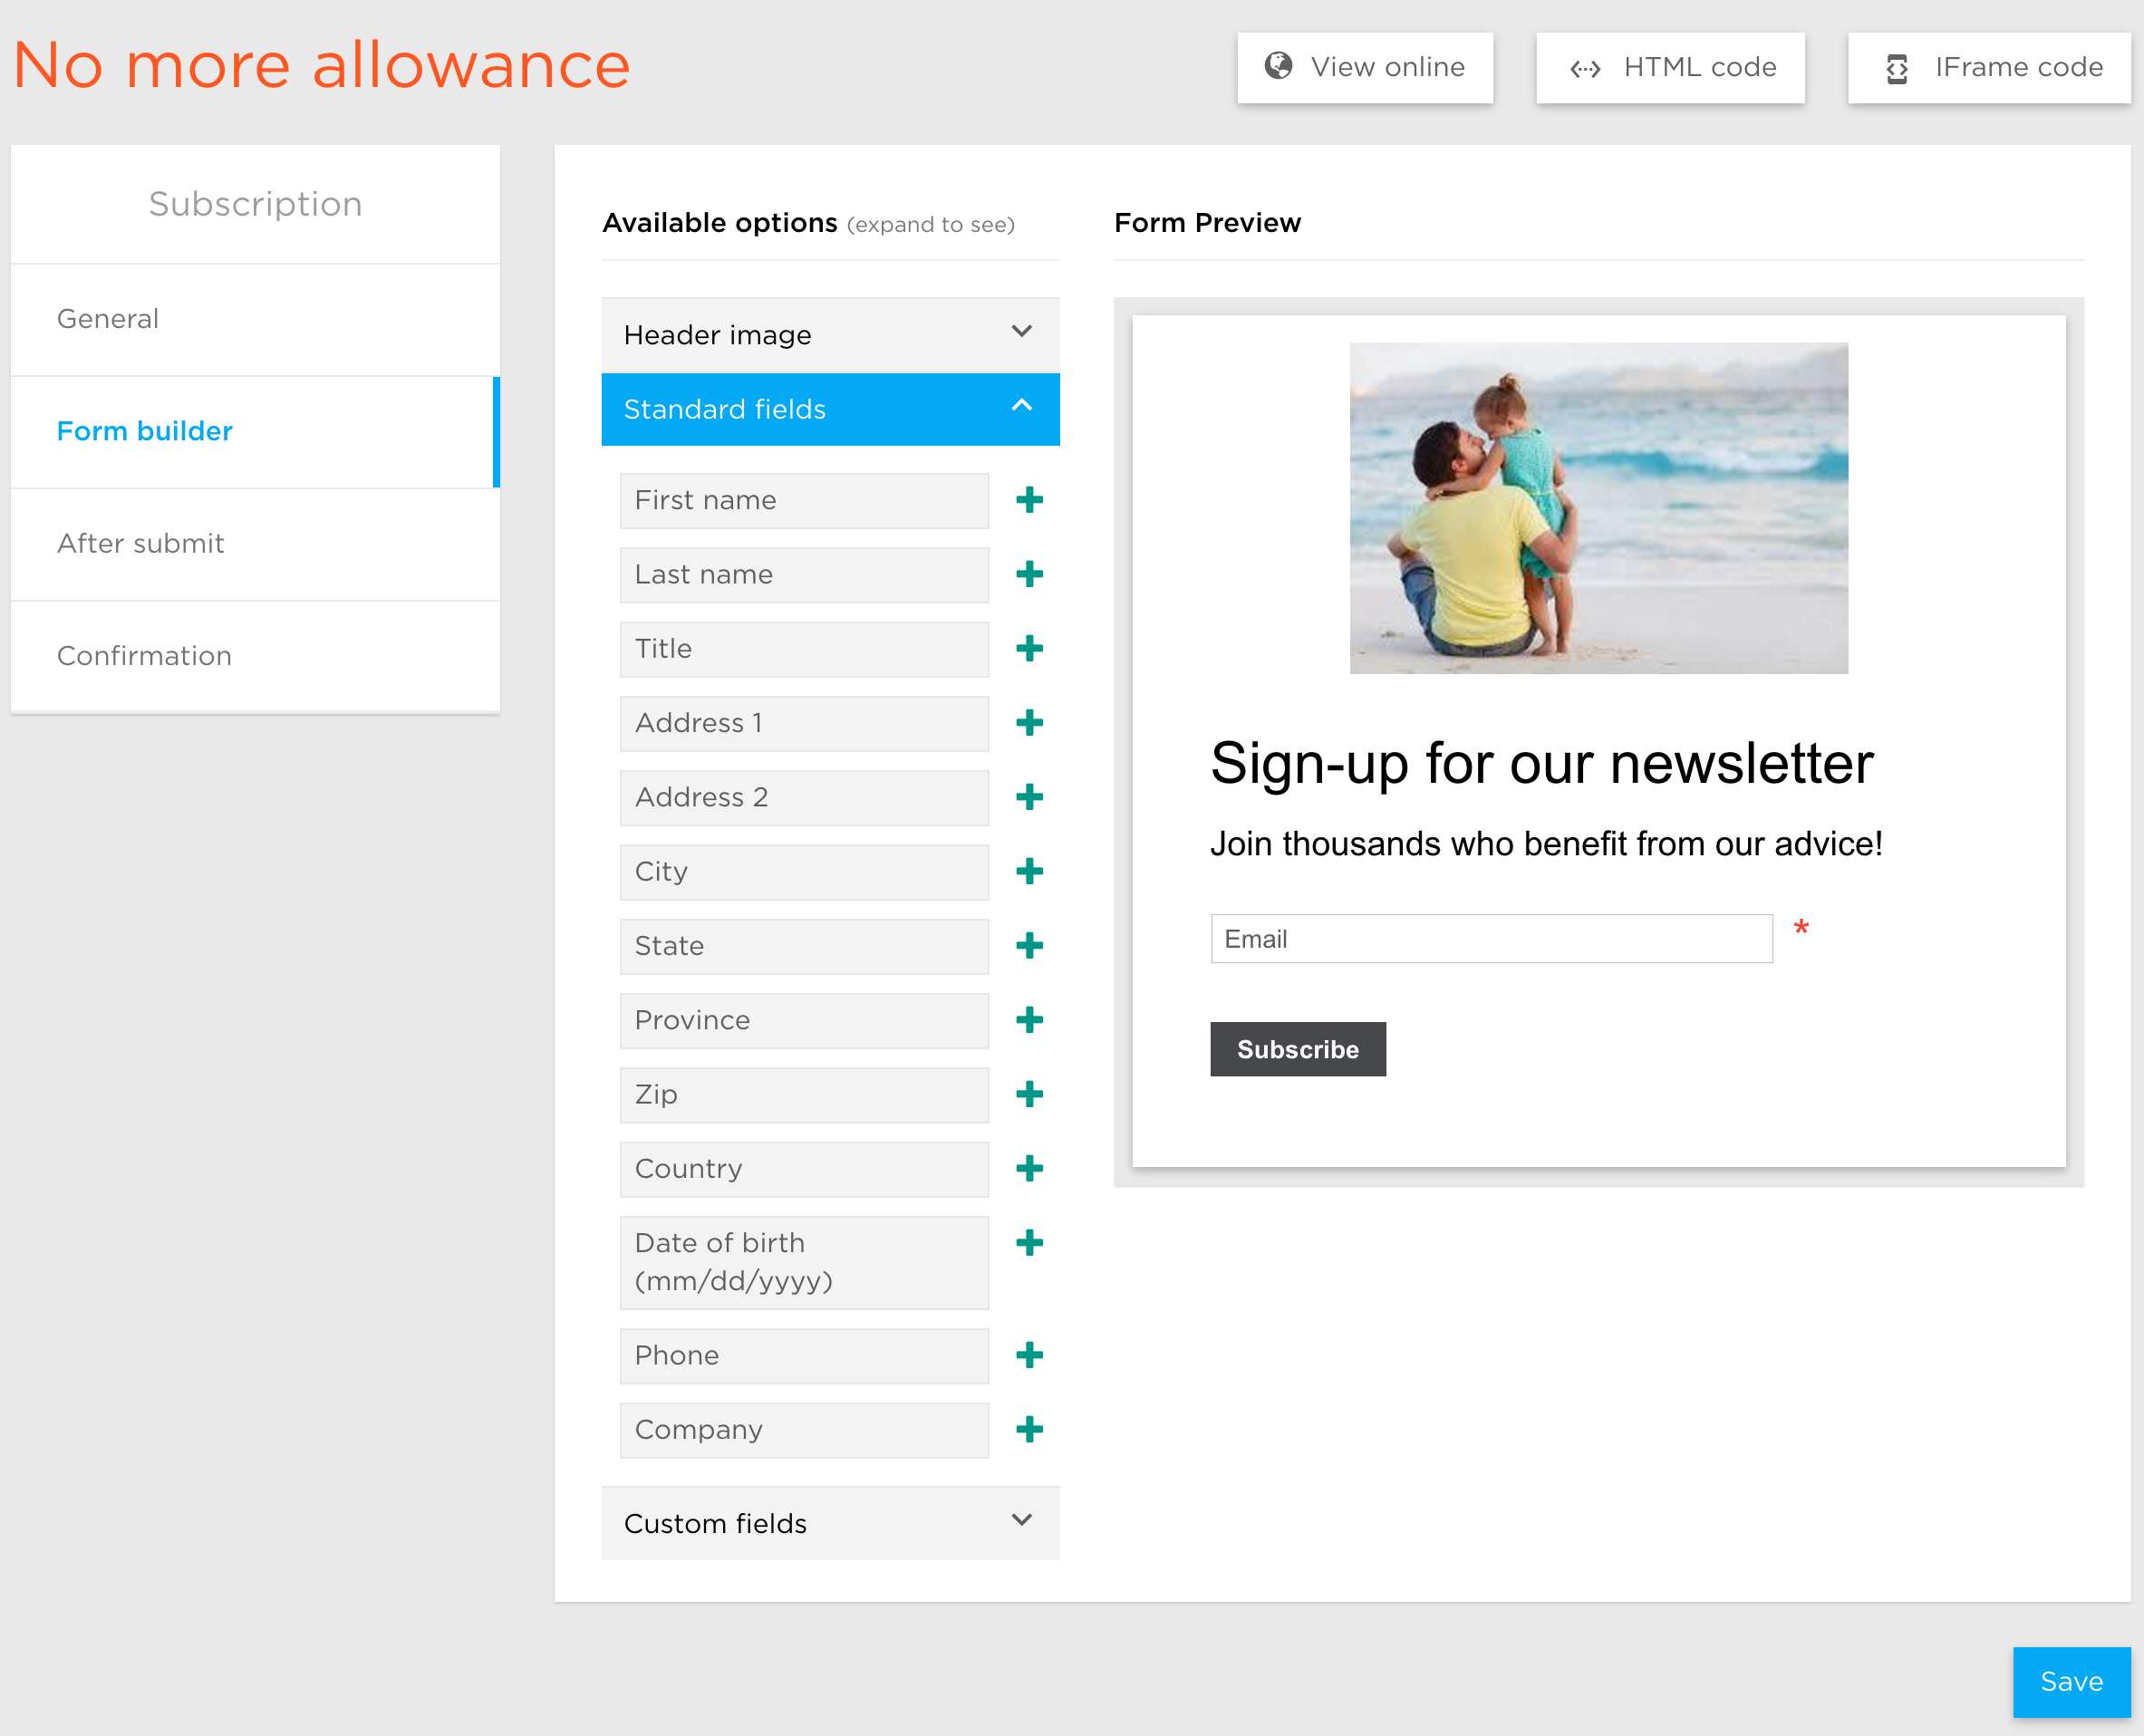 No more allowance
View online
HTML code
IFrame code
Subscription
General
Form builder
After submit
Confirmation
Available options (expand to see)
Header image
Standard fields
First name
Last name
Title
Address 1
Address 2
City
State
Province
Zip
Country
Date of birth
(mm/dd/yyyy)
Phone
Company
Custom fields
Form Preview
Sign-up for our newsletter
Join thousands who benefit from our advice!
Email *
Subscribe
Save